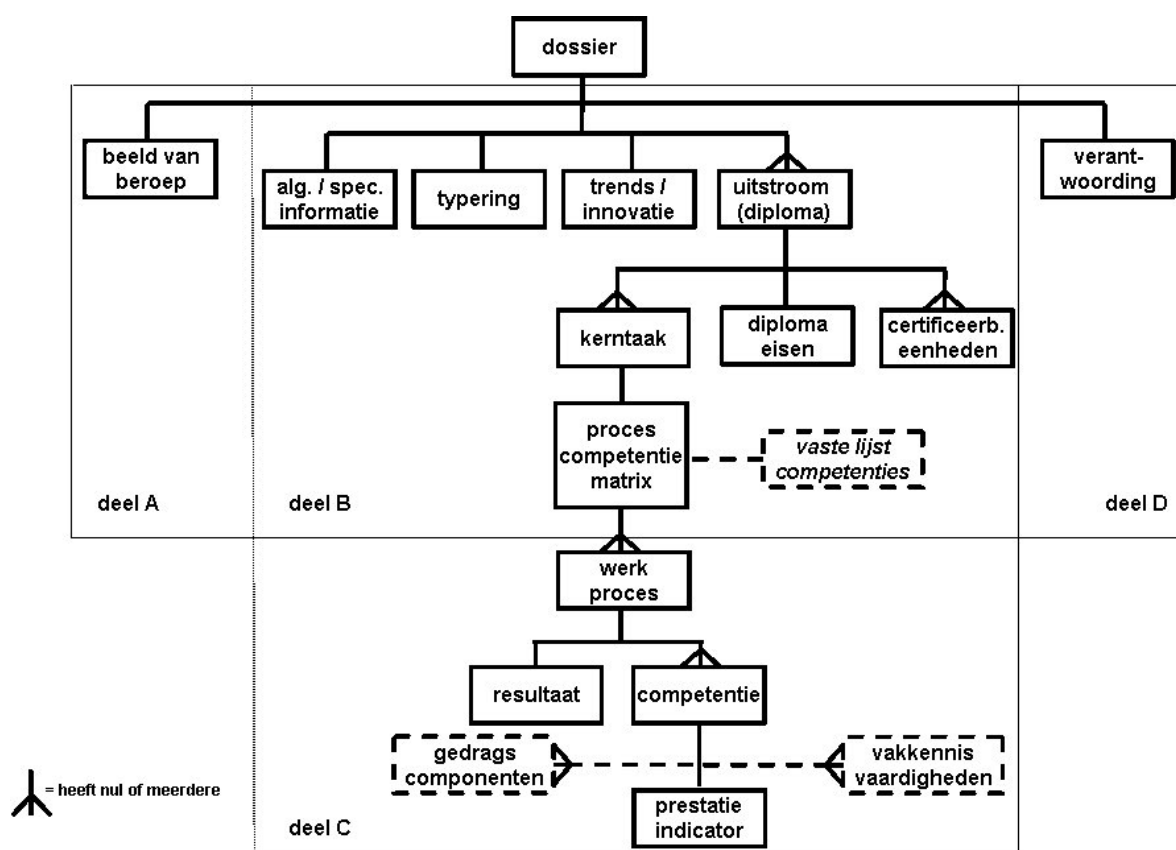 dossier
beeld van
beroep
alg. / spec.
informatie
typering
trends /
innovatie
uitstroom
(diploma)
verant-
woording
kerntaak
diploma
eisen
certificeerb.
eenheden
proces
competentie
matrix
vaste lijst
competenties
deel A
deel B
deel D
werk
proces
resultaat
competentie
gedrags
componenten
vakkennis
vaardigheden
= heeft nul of meerdere
prestatie
indicator
deel C